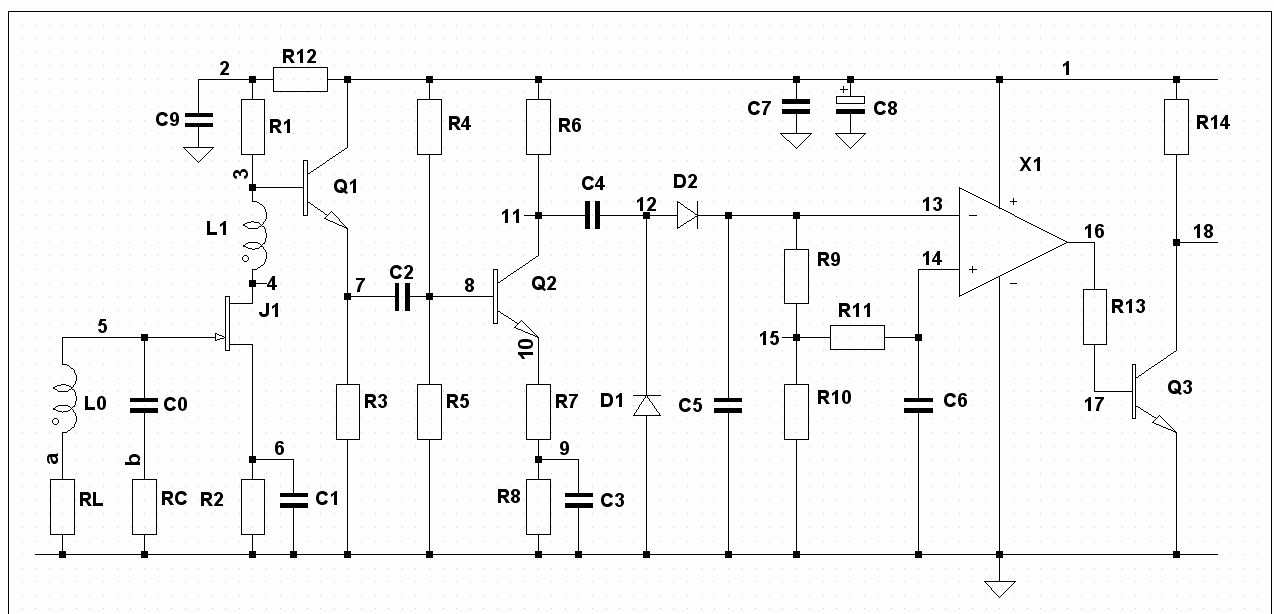 R12
2
1
+
C9
R1
R4
R6
C7
C8
R14
3
Q1
X1
C4
D2
12
13
+
−
L1
11
16
18
R9
14
+
C2
Q2
−
7
8
4
J1
R11
R13
5
10
15
L0
C0
R3
R5
R7
D1
C5
R10
C6
17
Q3
a
b
6
9
RL
RC
R2
C1
R8
C3